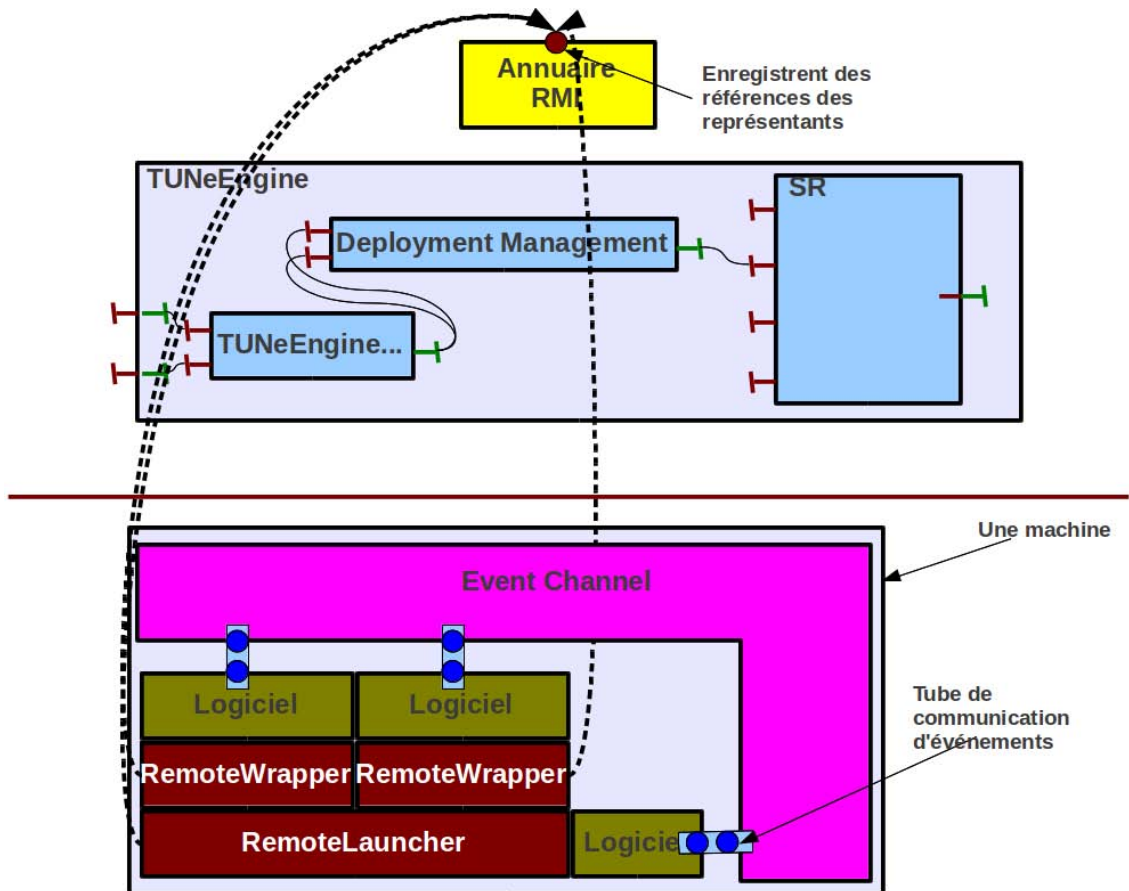 Annuaire
RMI
Enregistrent des
références des
représentants
TUNeEngine
SR
Deployment Management
TUNeEngine...
Une machine
Event Channel
Logiciel
Logiciel
Tube de
communication
d'événements
RemoteWrapper
RemoteWrapper
RemoteLauncher
Logiciel